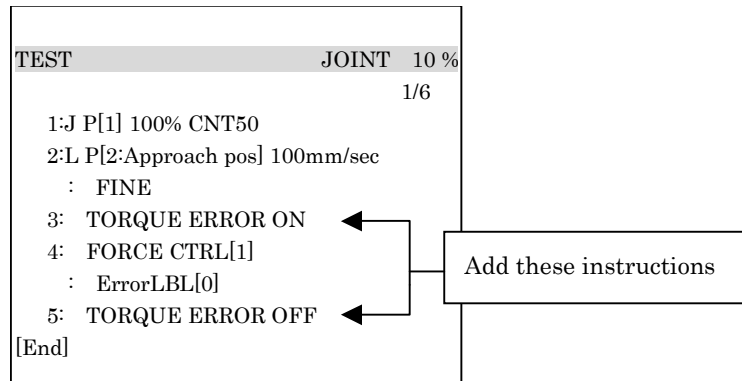 TEST JOINT 10 %
1/6
1:J P[1] 100% CNT50
2:L P[2:Approach pos] 100mm/sec
: FINE
3: TORQUE ERROR ON
4: FORCE CTRL[1]
: ErrorLBL[0]
5: TORQUE ERROR OFF
[End]
Add these instructions